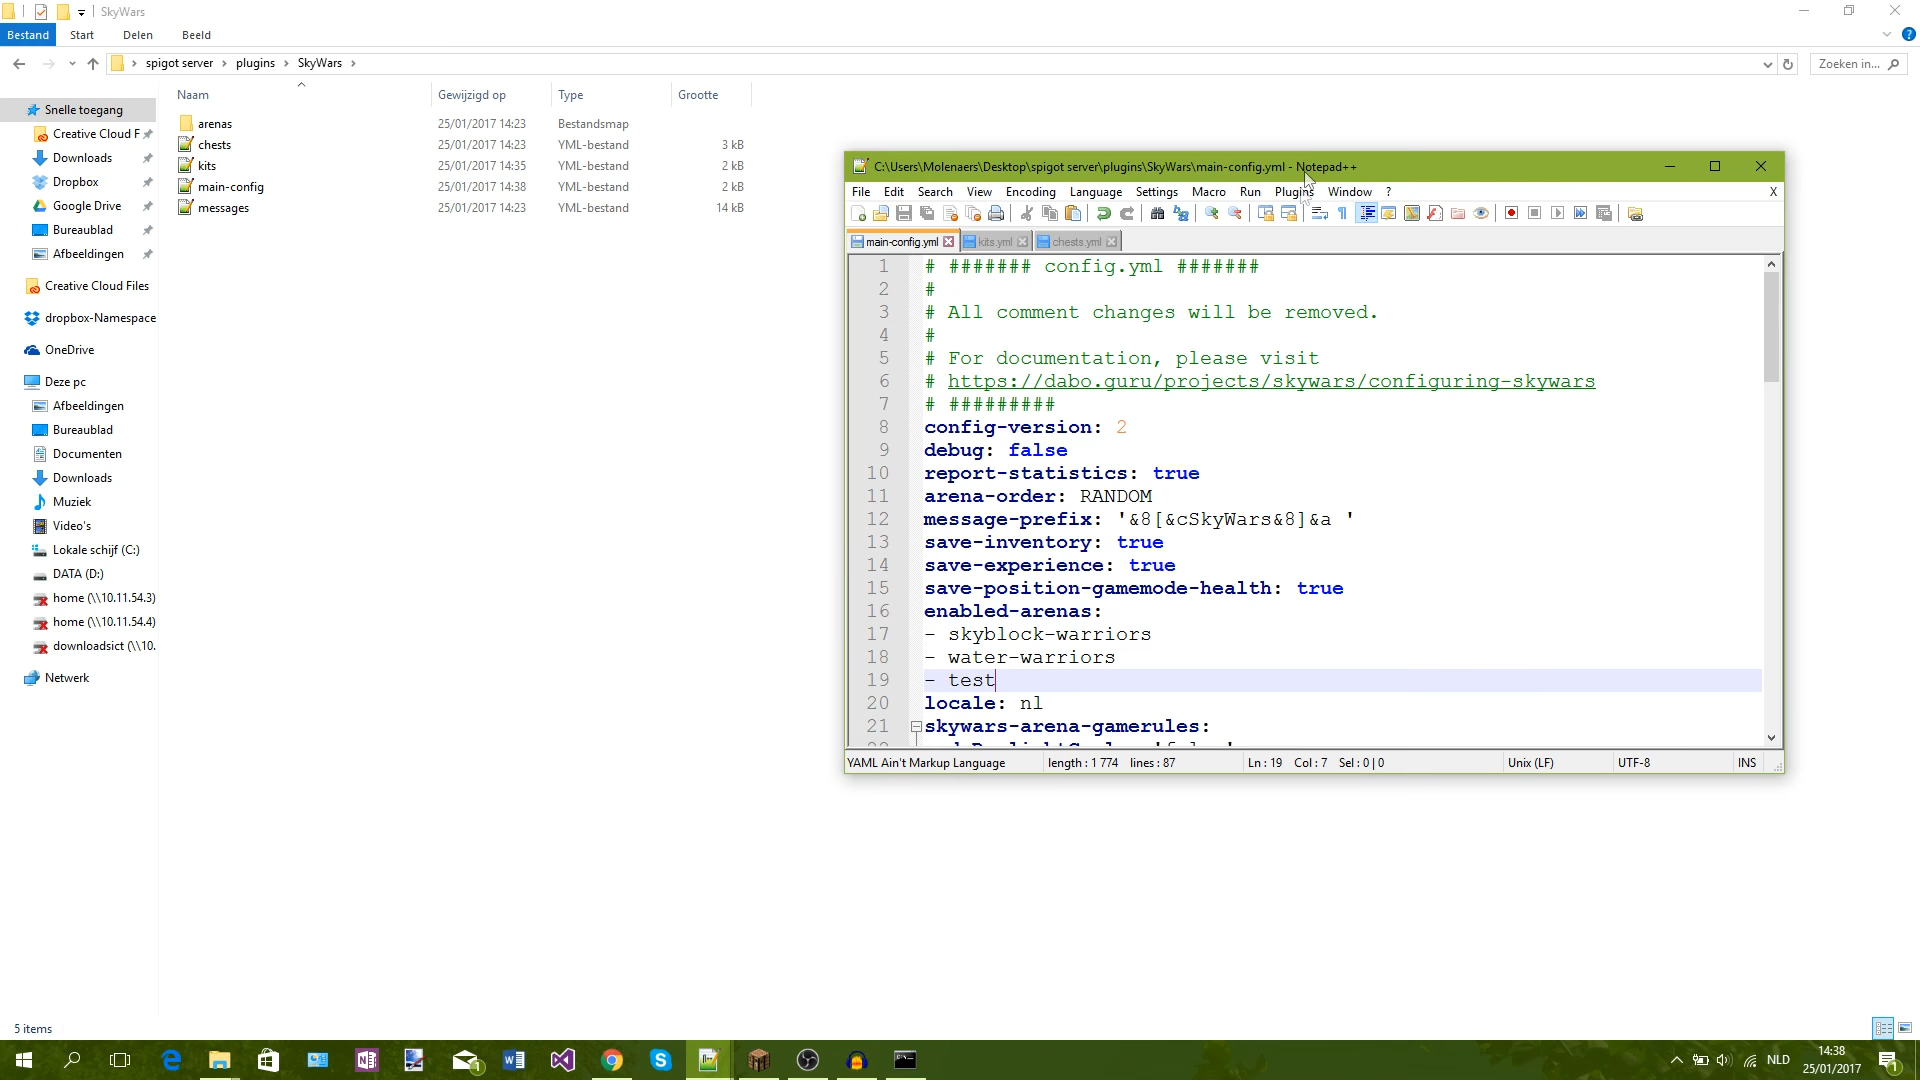 SkyWars
Bestand Start Delen Beeld
spigot server plugins SkyWars
Zoeken in...
Naam Gewijzigd op Type Grootte
arenas 25/01/2017 14:23 Bestandsmap
chests 25/01/2017 14:23 YML-bestand 3 kB
kits 25/01/2017 14:35 YML-bestand 2 kB
main-config 25/01/2017 14:38 YML-bestand 2 kB
messages 25/01/2017 14:23 YML-bestand 14 kB
Snelle toegang
Creative Cloud F
Downloads
Dropbox
Google Drive
Bureaublad
Afbeeldingen
Creative Cloud Files
dropbox-Namespace
OneDrive
Deze pc
Afbeeldingen
Bureaublad
Documenten
Downloads
Muziek
Video's
Lokale schijf (C:)
DATA (D:)
home (\\10.11.54.3)
home (\\10.11.54.4)
downloadsict (\\10.
Netwerk
5 items
C:\Users\Molenaers\Desktop\spigot server\plugins\SkyWars\main-config.yml - Notepad++
File Edit Search View Encoding Language Settings Macro Run Plugins Window ? X
main-config.yml kits.yml chests.yml
1 # ####### config.yml #######
2 #
3 # All comment changes will be removed.
4 #
5 # For documentation, please visit
6 # https://dabo.guru/projects/skywars/configuring-skywars
7 # #########
8 config-version: 2
9 debug: false
10 report-statistics: true
11 arena-order: RANDOM
12 message-prefix: '&8[&cSkyWars&8]&a '
13 save-inventory: true
14 save-experience: true
15 save-position-gamemode-health: true
16 enabled-arenas:
17 - skyblock-warriors
18 - water-warriors
19 - test
20 locale: nl
21 skywars-arena-gamerules:
YAML Ain't Markup Language length : 1 774 lines : 87 Ln : 19 Col : 7 Sel : 0 | 0 Unix (LF) UTF-8 INS
NLD
14:38
25/01/2017